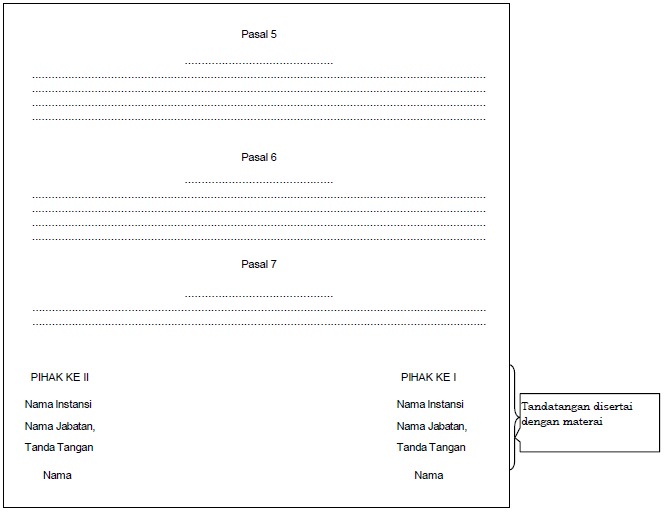 Pasal 5
.............................................
..........................................................................................................................................
..........................................................................................................................................
..........................................................................................................................................
..........................................................................................................................................
Pasal 6
.............................................
..........................................................................................................................................
..........................................................................................................................................
..........................................................................................................................................
..........................................................................................................................................
Pasal 7
.............................................
..........................................................................................................................................
..........................................................................................................................................
PIHAK KE II PIHAK KE I
Nama Instansi Nama Instansi
Nama Jabatan, Nama Jabatan,
Tanda Tangan Tanda Tangan
Nama Nama
Tandatangan disertai
dengan materai